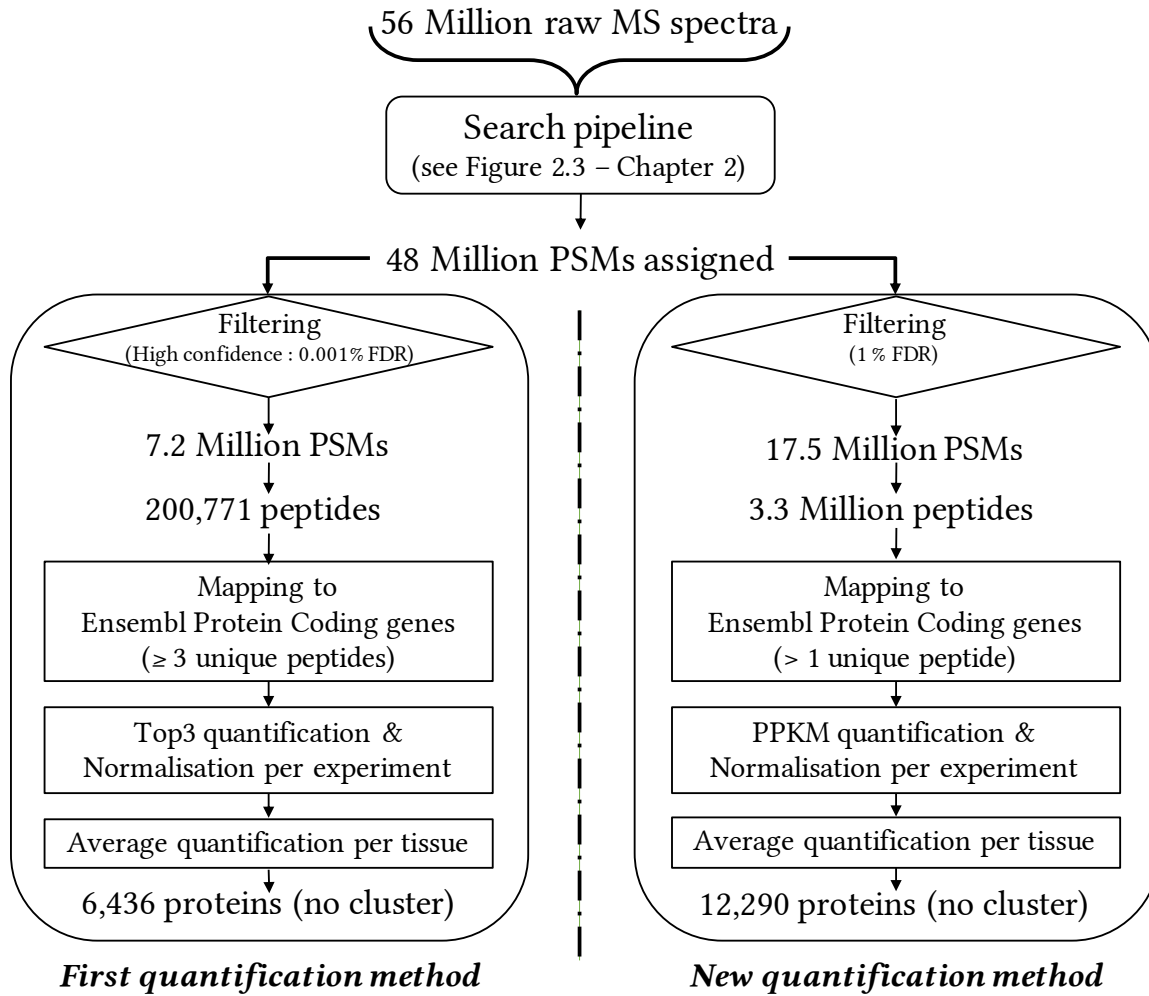 56 Million raw MS spectra
Search pipeline
(see Figure 2.3 – Chapter 2)
48 Million PSMs assigned
Filtering
(High confidence : 0.001% FDR)
7.2 Million PSMs
200,771 peptides
Mapping to
Ensembl Protein Coding genes
(≥ 3 unique peptides)
Top3 quantification &
Normalisation per experiment
Average quantification per tissue
6,436 proteins (no cluster)
First quantification method
Filtering
(1 % FDR)
17.5 Million PSMs
3.3 Million peptides
Mapping to
Ensembl Protein Coding genes
(> 1 unique peptide)
PPKM quantification &
Normalisation per experiment
Average quantification per tissue
12,290 proteins (no cluster)
New quantification method